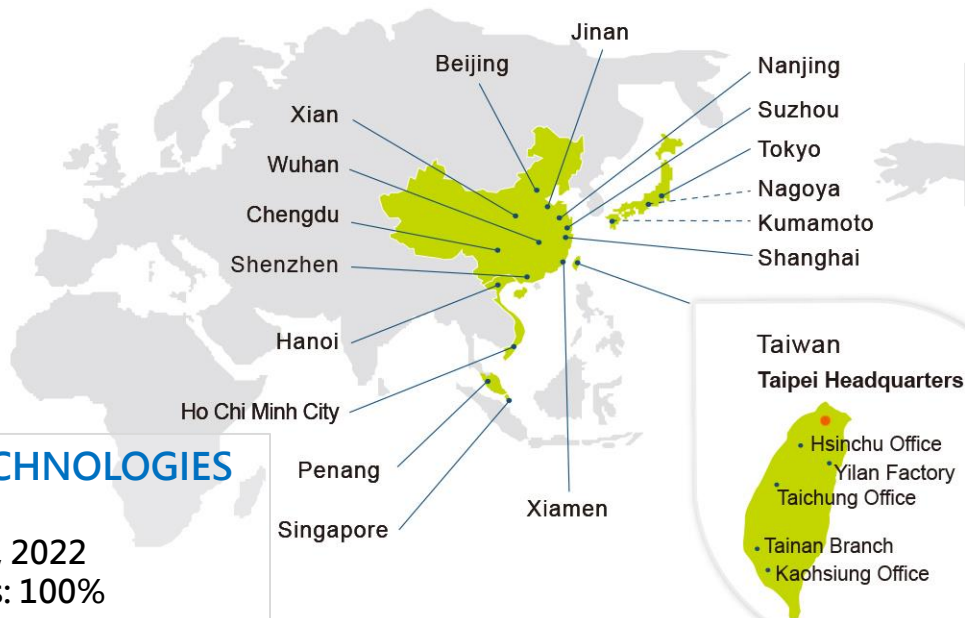 Jinan
Beijing
Nanjing
Xian
Suzhou
Wuhan
Tokyo
Chengdu
Nagoya
Kumamoto
Shenzhen
Shanghai
Hanoi
Ho Chi Minh City
Penang
Singapore
Xiamen
Taiwan
Taipei Headquarters
Hsinchu Office
Yilan Factory
Taichung Office
Tainan Branch
Kaohsiung Office
CHNOLOGIES
2022
: 100%